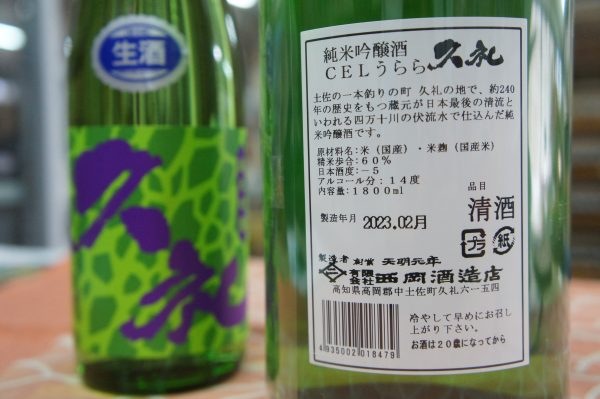 生酒
久礼
純米吟醸酒
CELうらら 久礼
土佐の一本釣りの町 久礼の地で、約240
年の歴史をもつ蔵元が日本最後の清流と
いわれる四万十川の伏流水で仕込んだ純
米吟醸酒です。
原材料名：米（国産）・米麹（国産米）
精米歩合：６０％
日本酒度：－５
アルコール分：１４度
内容量：１８００ml
品目
清酒
製造年月 2023.02月
プラ
紙
製造者 創業 天明元年
有限会社 西岡酒造店
高知県高岡郡中土佐町久礼六一五四
冷やして早めにお召し
上がり下さい。
お酒は２０歳になってから
4935002018479